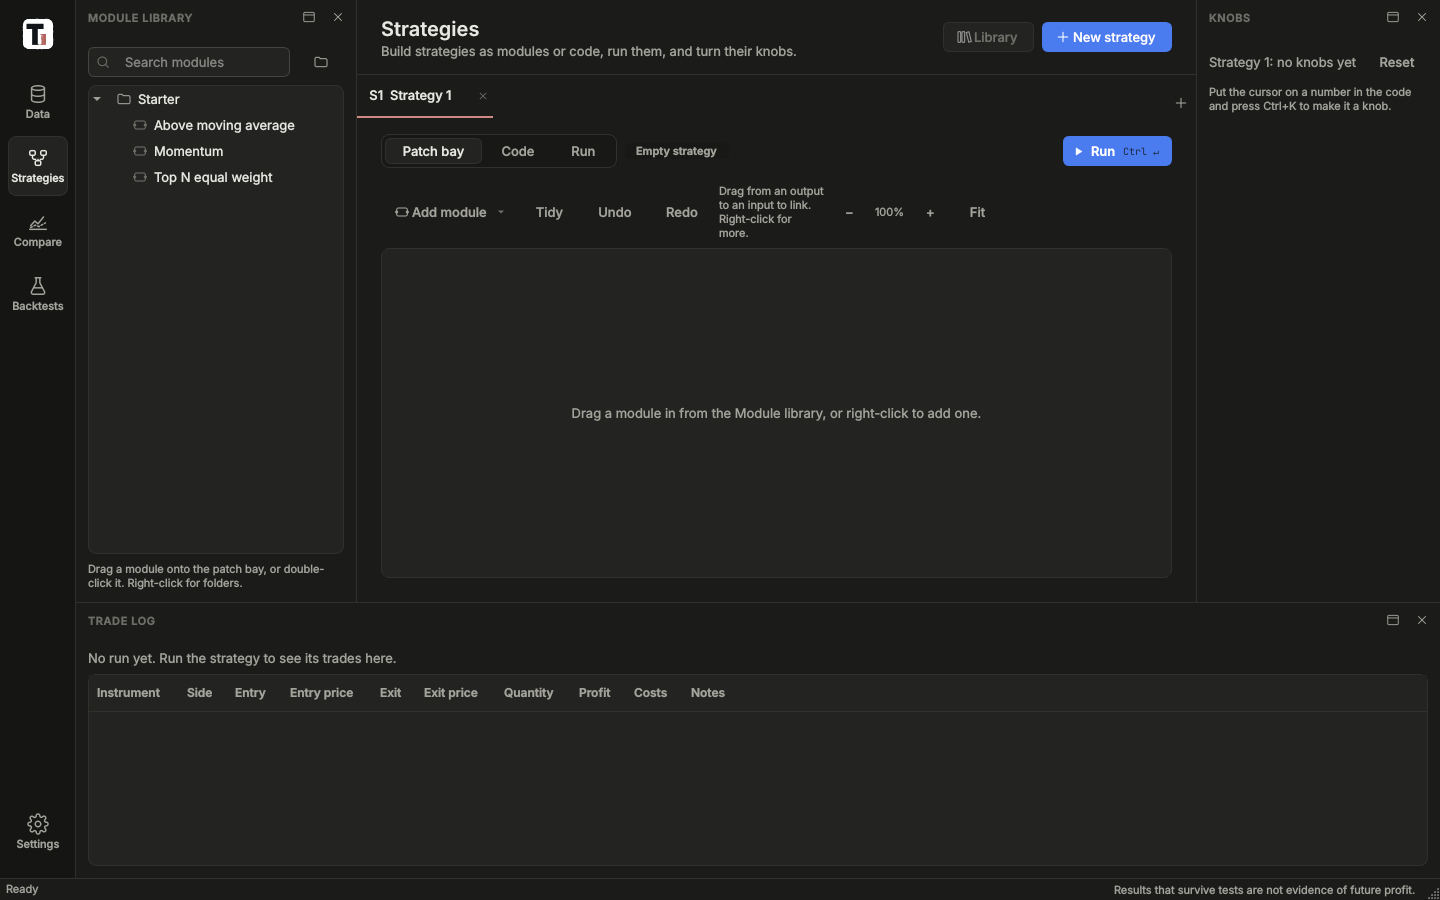 MODULE LIBRARY
Search modules
Starter
Above moving average
Momentum
Top N equal weight
Drag a module onto the patch bay, or double-
click it. Right-click for folders.
Data
Strategies
Compare
Backtests
Settings
Strategies
Build strategies as modules or code, run them, and turn their knobs.
Library
+ New strategy
S1 Strategy 1
Patch bay
Code
Run
Empty strategy
Run Ctrl ↵
Add module
Tidy
Undo
Redo
Drag from an output
to an input to link.
Right-click for
more.
− 100% +
Fit
Drag a module in from the Module library, or right-click to add one.
KNOBS
Strategy 1: no knobs yet
Reset
Put the cursor on a number in the code
and press Ctrl+K to make it a knob.
TRADE LOG
No run yet. Run the strategy to see its trades here.
Instrument Side Entry Entry price Exit Exit price Quantity Profit Costs Notes
Ready
Results that survive tests are not evidence of future profit.